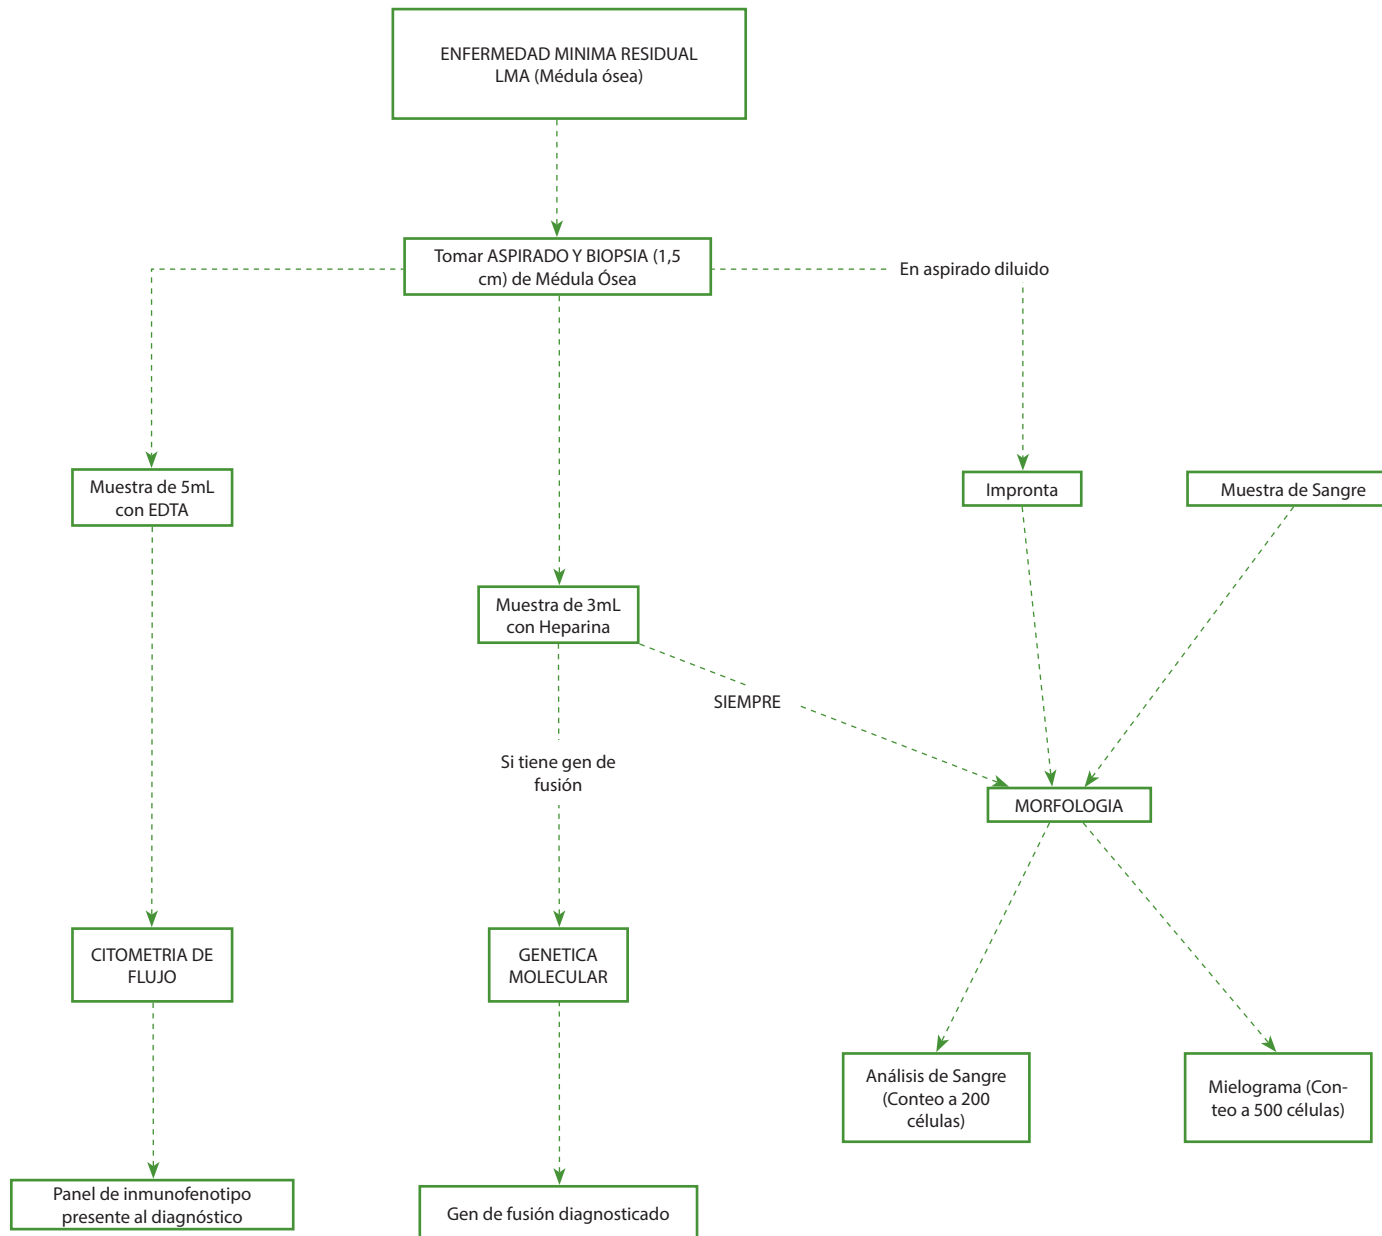 ENFERMEDAD MINIMA RESIDUAL
LMA (Médula ósea)
Tomar ASPIRADO Y BIOPSIA (1,5
cm) de Médula Ósea
En aspirado diluido
Muestra de 5mL
con EDTA
Impronta
Muestra de Sangre
Muestra de 3mL
con Heparina
SIEMPRE
Si tiene gen de
fusión
MORFOLOGIA
CITOMETRIA DE
FLUJO
GENETICA
MOLECULAR
Análisis de Sangre
(Conteo a 200
células)
Mielograma (Con-
teo a 500 células)
Panel de inmunofenotipo
presente al diagnóstico
Gen de fusión diagnosticado